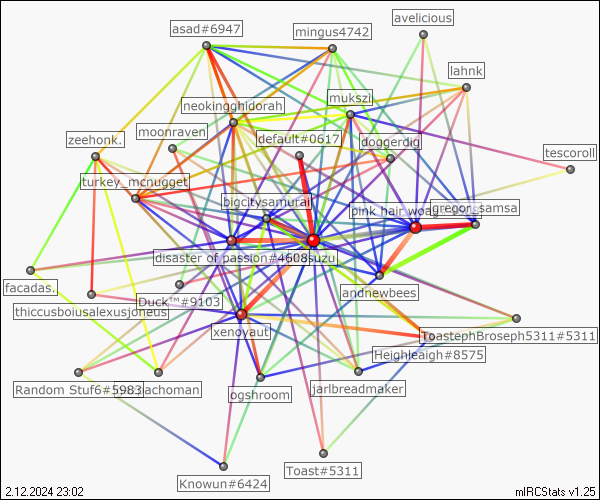 avelicious
asad#6947
mingus4742
lahnk
mukszi
neokingghidorah
moonraven
default#0617
zeehonk.
doggerdig
tescoroll
turkey_mcnugget
bigcitysamurai
pink hair woa
gregor_samsa
disaster of passion#4608
suzu
facadas.
andrewbees
Duck™#9103
thiccusboiusalexusjoneus
xenoyaut
ToastephBroseph5311#5311
Heighleaigh#8575
Random Stuf6#5983
achoman
ogshroom
jarlbreadmaker
Toast#5311
Knowun#6424
2.12.2024 23:02
mIRCStats v1.25